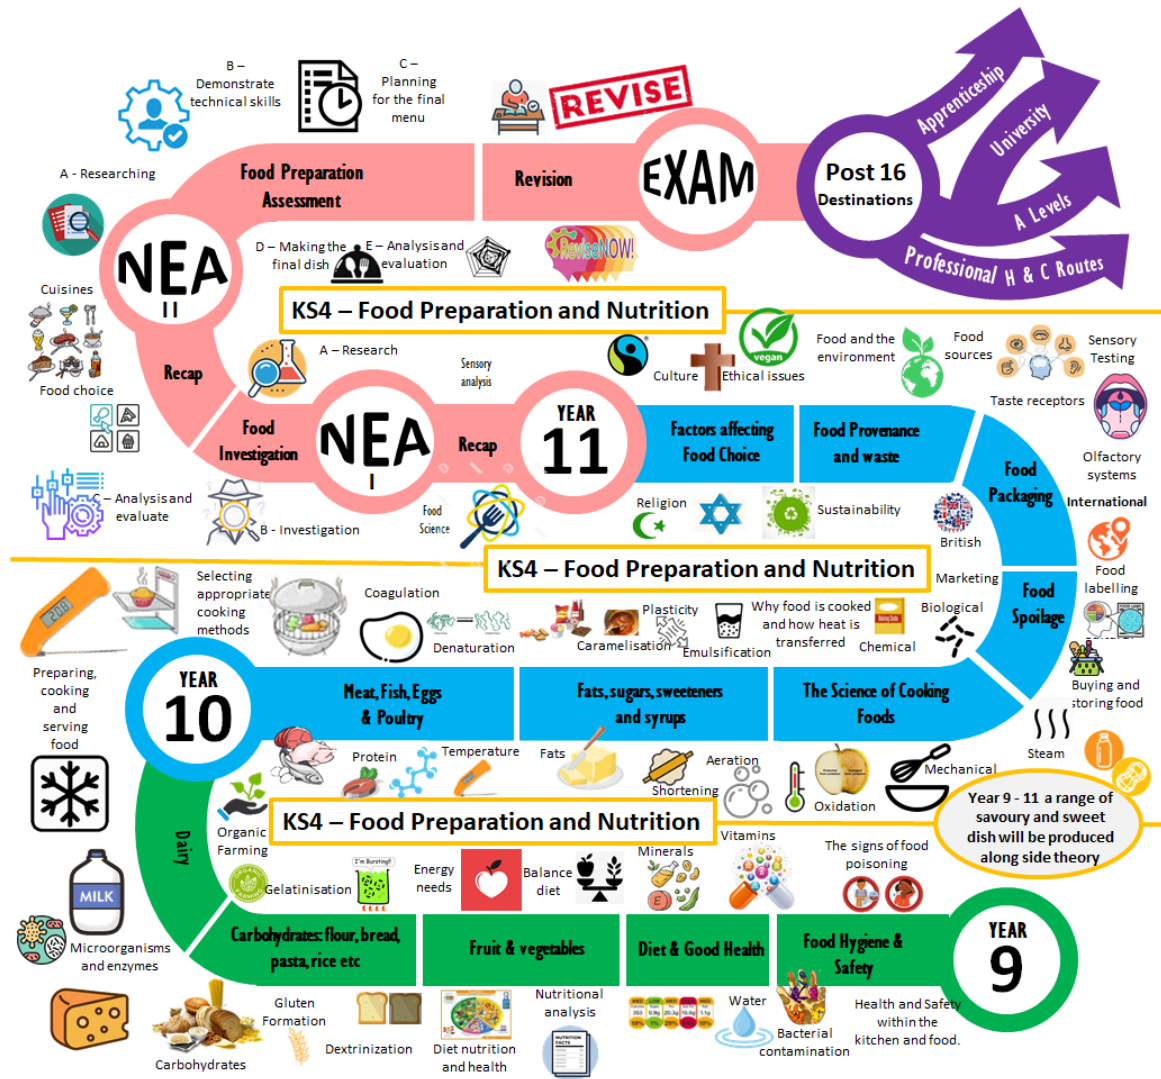 B –
Demonstrate
technical skills
C –
Planning
for the final
menu
REVISE
Apprenticeship
University
A Levels
Professional H & C Routes
Post 16
Destinations
A - Researching
Food Preparation
Assessment
Revision
EXAM
NEA
II
D – Making the
final dish
E – Analysis and
evaluation
ReviseNOW!
KS4 – Food Preparation and Nutrition
Cuisines
Food choice
Recap
A – Research
Sensory
analysis
Culture
vegan
Ethical issues
Food and the
environment
Food
sources
Sensory
Testing
Taste receptors
Olfactory
systems
Food
Investigation
NEA
I
Recap
YEAR
11
Factors affecting
Food Choice
Food Provenance
and waste
Food
Packaging
C – Analysis and
evaluate
B - Investigation
Food
Science
Religion
Sustainability
British
International
KS4 – Food Preparation and Nutrition
Marketing
Food
labelling
Food
Spoilage
20.8
Selecting
appropriate
cooking
methods
Coagulation
Denaturation
Caramelisation
Plasticity
Emulsification
Why food is cooked
and how heat is
transferred
Chemical
Biological
Buying and
storing food
Preparing,
cooking
and
serving
food
YEAR
10
Meat, Fish, Eggs
& Poultry
Fats, sugars, sweeteners
and syrups
The Science of Cooking
Foods
Protein
Temperature
Fats
Shortening
Aeration
Oxidation
Mechanical
Steam
Dairy
Organic
Farming
KS4 – Food Preparation and Nutrition
Year 9 - 11 a range of
savoury and sweet
dish will be produced
along side theory
MILK
Microorganisms
and enzymes
Gelatinisation
I'm Bursting!!
Energy
needs
Balance
diet
Minerals
Vitamins
The signs of food
poisoning
Carbohydrates: flour, bread,
pasta, rice etc
Fruit & vegetables
Diet & Good Health
Food Hygiene &
Safety
YEAR
9
Carbohydrates
Gluten
Formation
Dextrinization
Diet nutrition
and health
Nutritional
analysis
NUTRITION
FACTS
MED LOW MED HIGH MED
Water
Bacterial
contamination
Health and Safety
within the
kitchen and food.